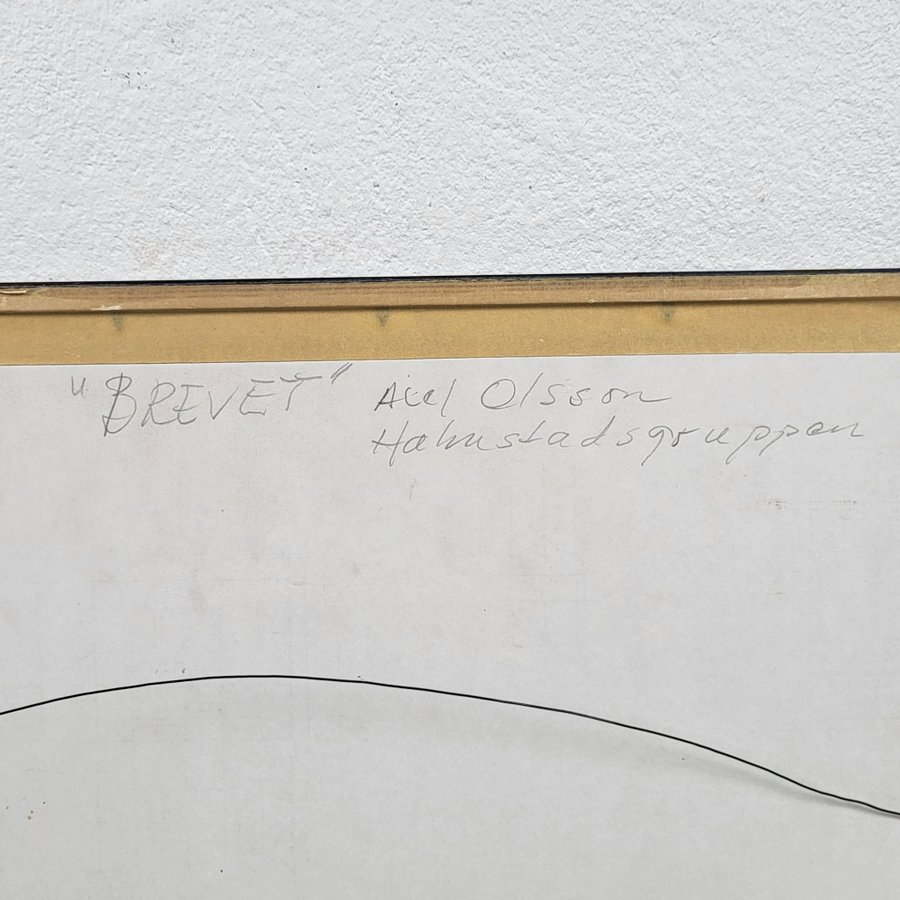 "BREVET" Axel Olsson
Halmstadsgruppen